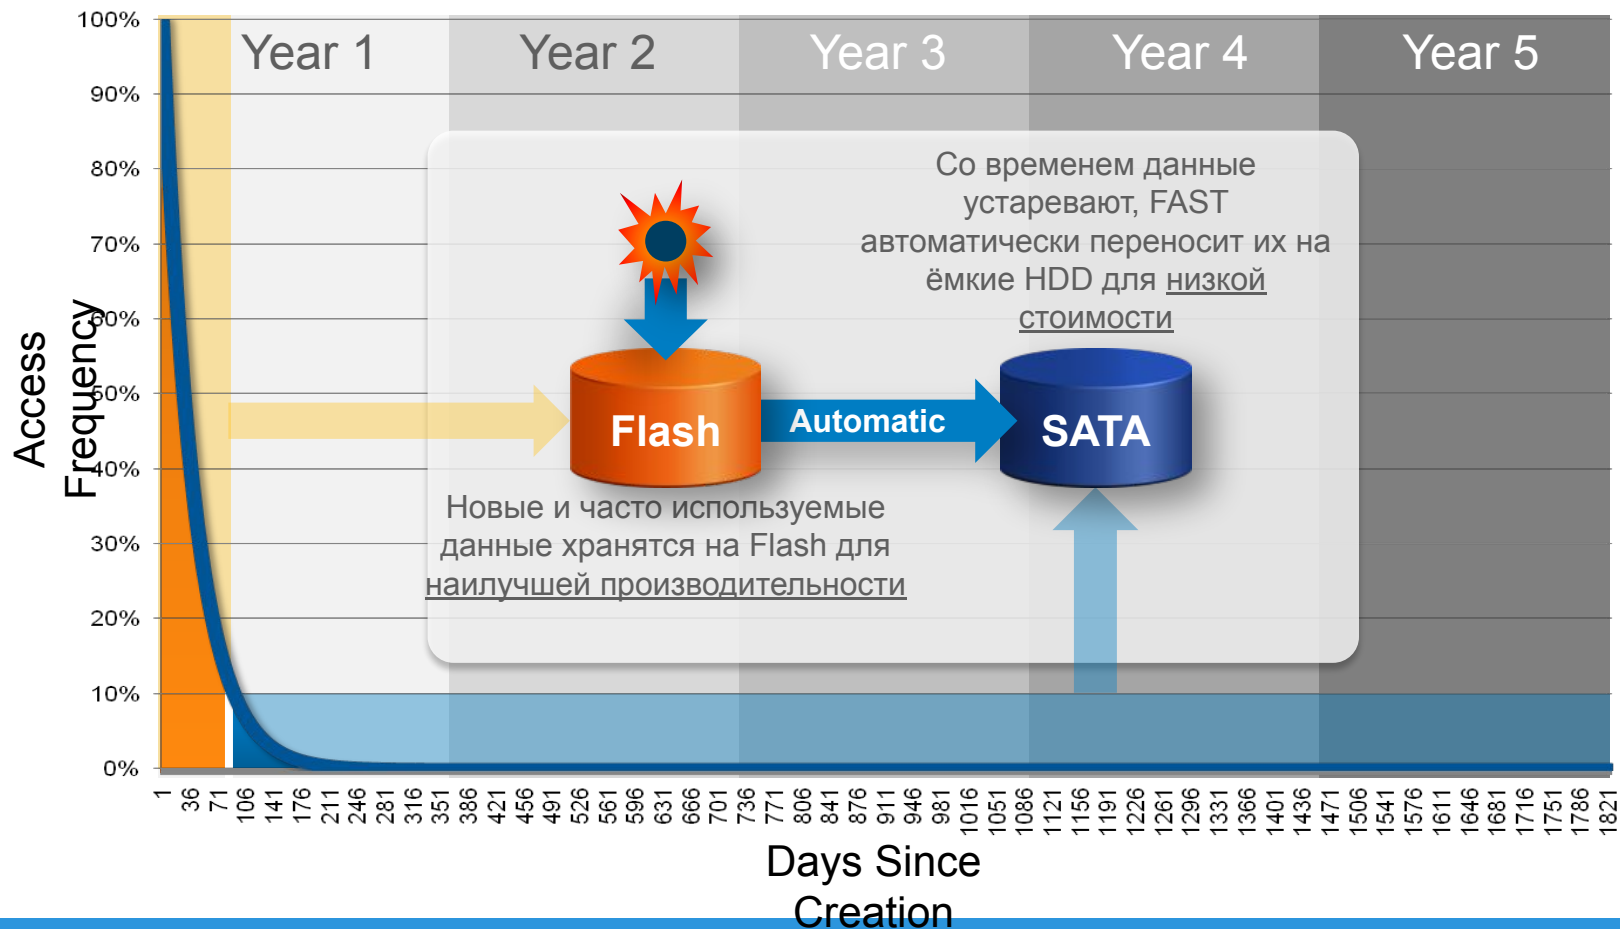 Year 1
Year 2
Year 3
Year 4
Year 5
100%
90%
80%
70%
60%
50%
40%
30%
20%
10%
0%
Access
Frequency
Со временем данные
устаревают, FAST
автоматически переносит их на
ёмкие HDD для низкой
стоимости
Flash
Automatic
SATA
Новые и часто используемые
данные хранятся на Flash для
наилучшей производительности
1 36 71 106 141 176 211 246 281 316 351 386 421 456 491 526 561 596 631 666 701 736 771 806 841 876 911 946 981 1016 1051 1086 1121 1156 1191 1226 1261 1296 1331 1366 1401 1436 1471 1506 1541 1576 1611 1646 1681 1716 1751 1786 1821
Days Since
Creation